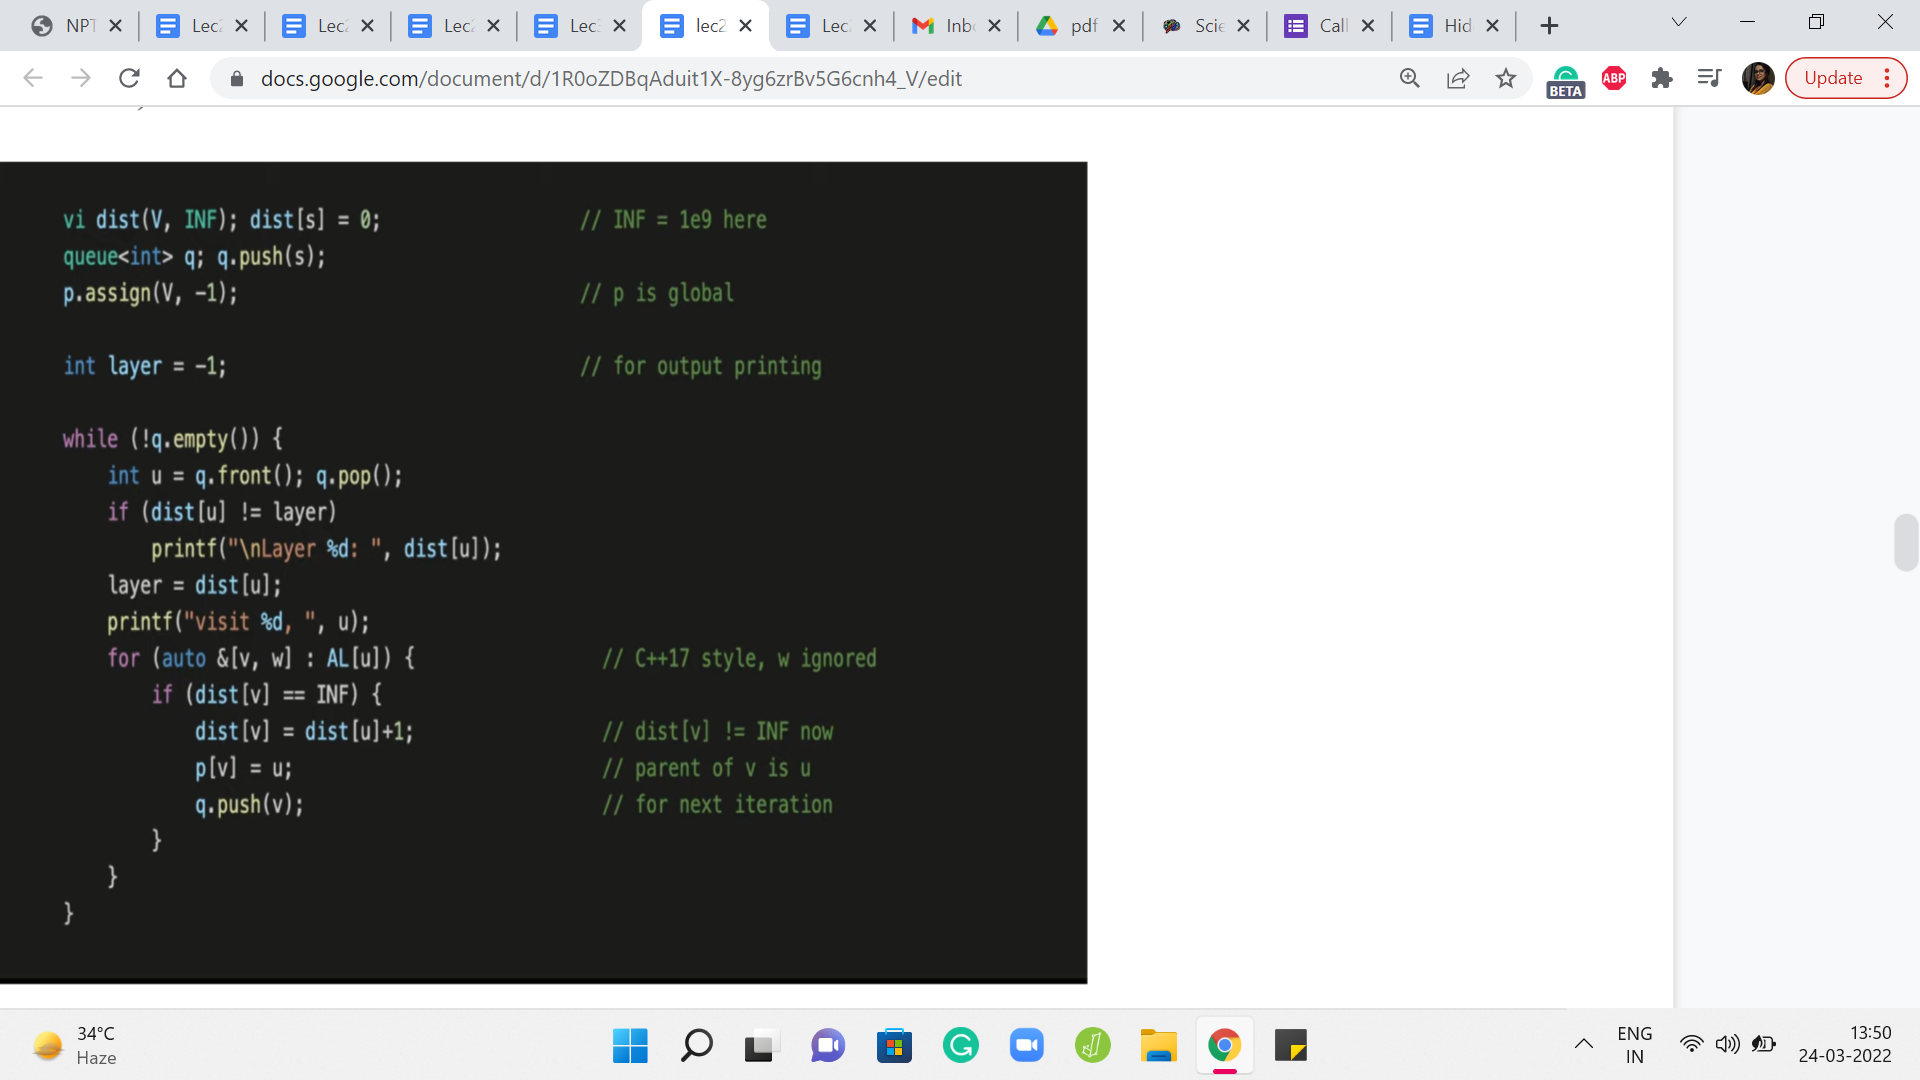 NPT
Lec2
Lec2
Lec2
Lec
lec2
Lec
Inb
pdf
Scie
Call
Hid
docs.google.com/document/d/1R0oZDBqAduit1X-8yg6zrBv5G6cnh4_V/edit
BETA
ABP
Update
vi dist(V, INF); dist[s] = 0; // INF = 1e9 here
queue<int> q; q.push(s);
p.assign(V, -1); // p is global
int layer = -1; // for output printing
while (!q.empty()) {
int u = q.front(); q.pop();
if (dist[u] != layer)
printf("\nLayer %d: ", dist[u]);
layer = dist[u];
printf("visit %d, ", u);
for (auto &[v, w] : AL[u]) { // C++17 style, w ignored
if (dist[v] == INF) {
dist[v] = dist[u]+1; // dist[v] != INF now
p[v] = u; // parent of v is u
q.push(v); // for next iteration
}
}
}
34°C
Haze
ENG
IN
13:50
24-03-2022